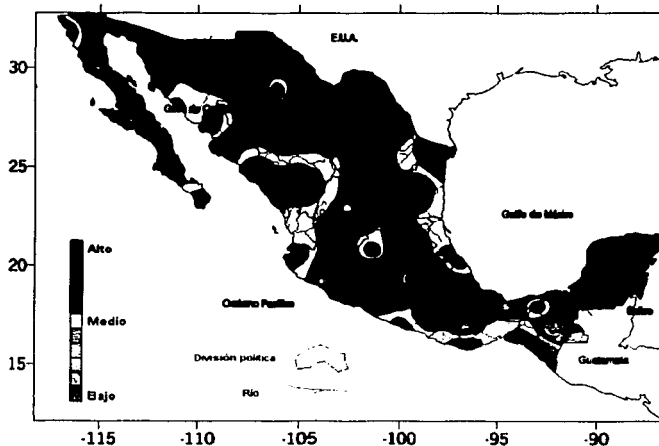 E.U.A.
30
25
20
15
Golfo de México
Alto
Medio
Bajo
Océano Pacífico
División política
Río
Belice
Guatemala
-115
-110
-105
-100
-95
-90